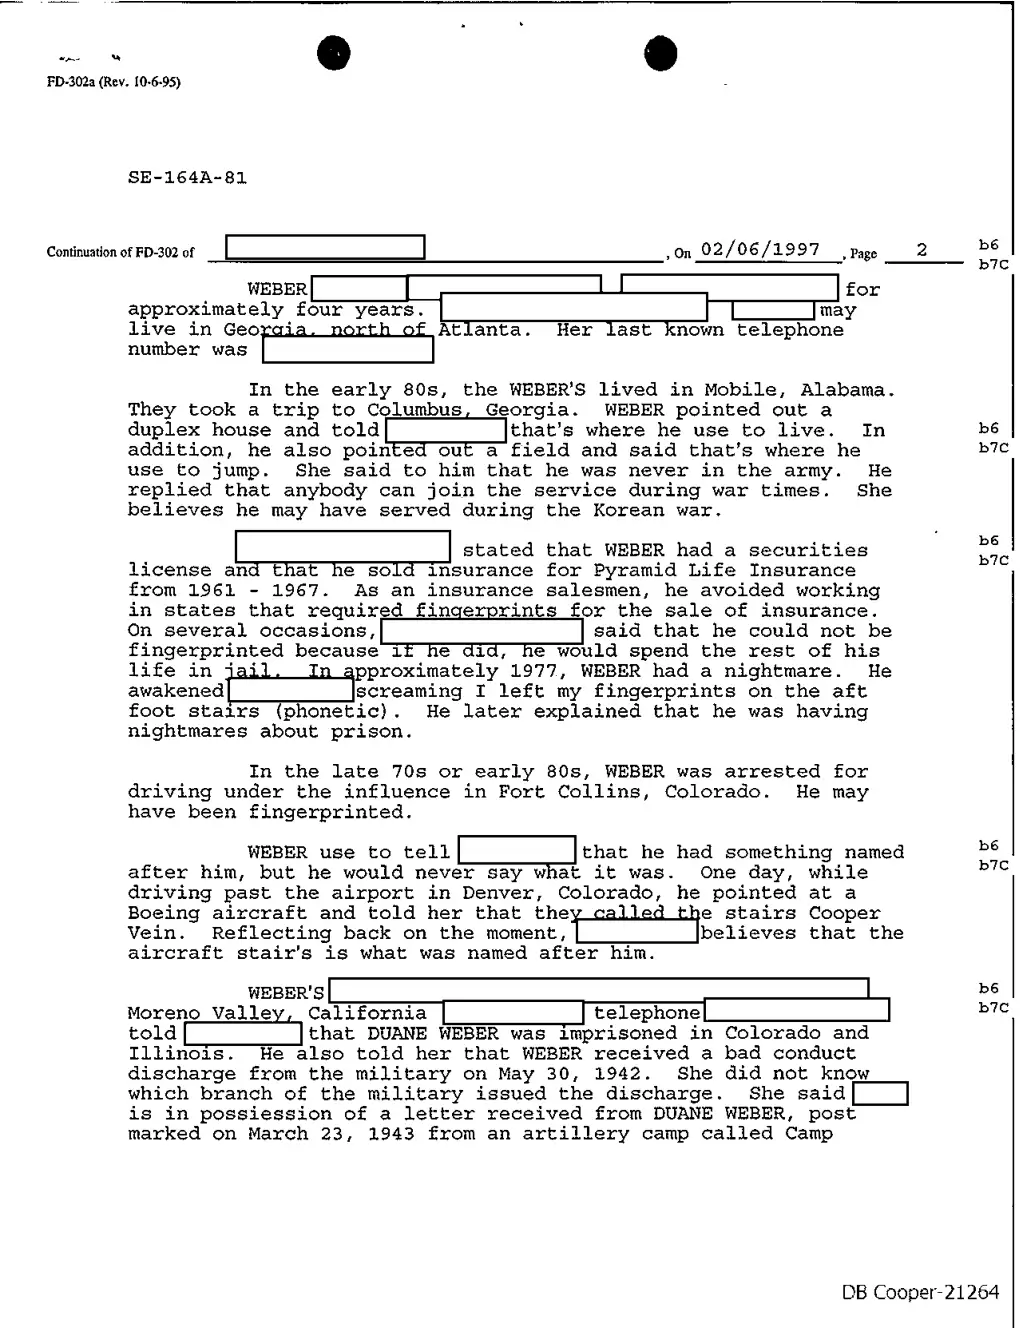 FD-302a (Rev. 10-6-95)
SE-164A-81
Continuation of FD-302 of , On 02/06/1997 , Page 2 b6
b7C
WEBER for
approximately four years. may
live in Georgia, north of Atlanta. Her last known telephone
number was
In the early 80s, the WEBER'S lived in Mobile, Alabama.
They took a trip to Columbus, Georgia. WEBER pointed out a
duplex house and told that's where he use to live. In b6
addition, he also pointed out a field and said that's where he b7C
use to jump. She said to him that he was never in the army. He
replied that anybody can join the service during war times. She
believes he may have served during the Korean war.
stated that WEBER had a securities b6
license and that he sold insurance for Pyramid Life Insurance b7C
from 1961 - 1967. As an insurance salesmen, he avoided working
in states that required fingerprints for the sale of insurance.
On several occasions, said that he could not be
fingerprinted because if he did, he would spend the rest of his
life in jail. In approximately 1977, WEBER had a nightmare. He
awakened screaming I left my fingerprints on the aft
foot stairs (phonetic). He later explained that he was having
nightmares about prison.
In the late 70s or early 80s, WEBER was arrested for
driving under the influence in Fort Collins, Colorado. He may
have been fingerprinted.
WEBER use to tell that he had something named b6
after him, but he would never say what it was. One day, while b7C
driving past the airport in Denver, Colorado, he pointed at a
Boeing aircraft and told her that they called the stairs Cooper
Vein. Reflecting back on the moment, believes that the
aircraft stair's is what was named after him.
WEBER'S b6
Moreno Valley, California telephone b7C
told that DUANE WEBER was imprisoned in Colorado and
Illinois. He also told her that WEBER received a bad conduct
discharge from the military on May 30, 1942. She did not know
which branch of the military issued the discharge. She said
is in possiession of a letter received from DUANE WEBER, post
marked on March 23, 1943 from an artillery camp called Camp
DB Cooper-21264